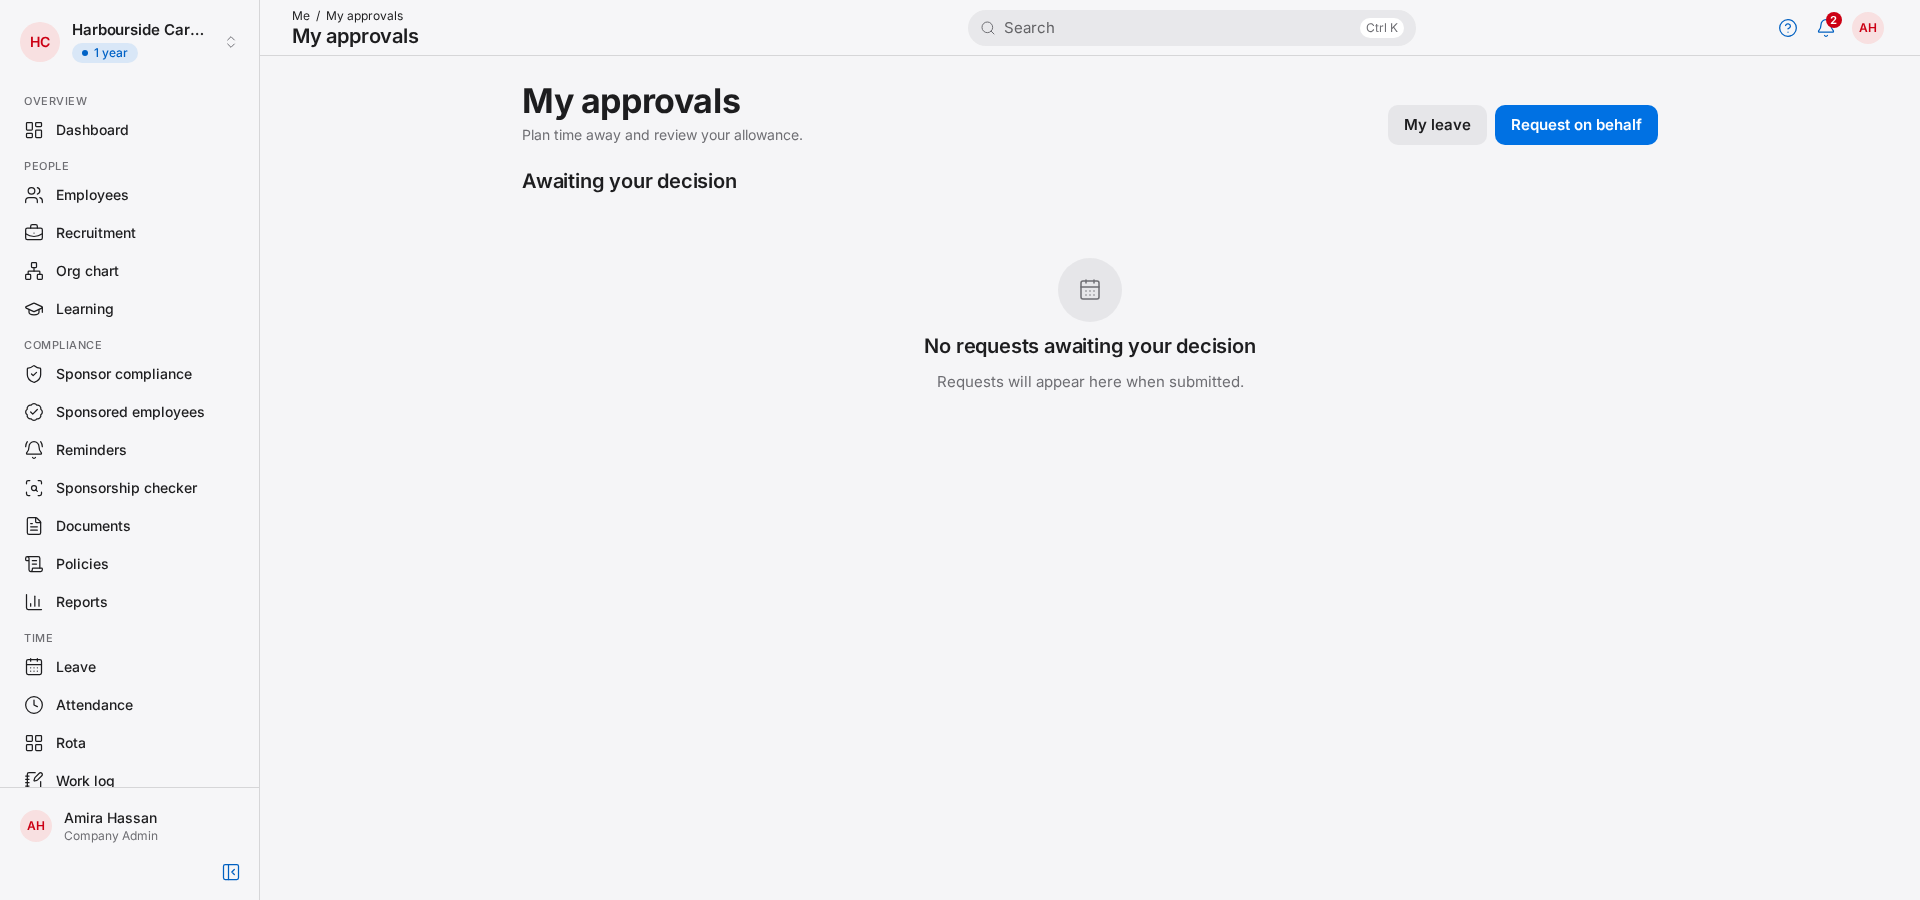 HC
Harbourside Car...
1 year
OVERVIEW
Dashboard
PEOPLE
Employees
Recruitment
Org chart
Learning
COMPLIANCE
Sponsor compliance
Sponsored employees
Reminders
Sponsorship checker
Documents
Policies
Reports
TIME
Leave
Attendance
Rota
Work log
AH
Amira Hassan
Company Admin
Me / My approvals
My approvals
Search
Ctrl K
2
AH
My approvals
Plan time away and review your allowance.
My leave
Request on behalf
Awaiting your decision
No requests awaiting your decision
Requests will appear here when submitted.